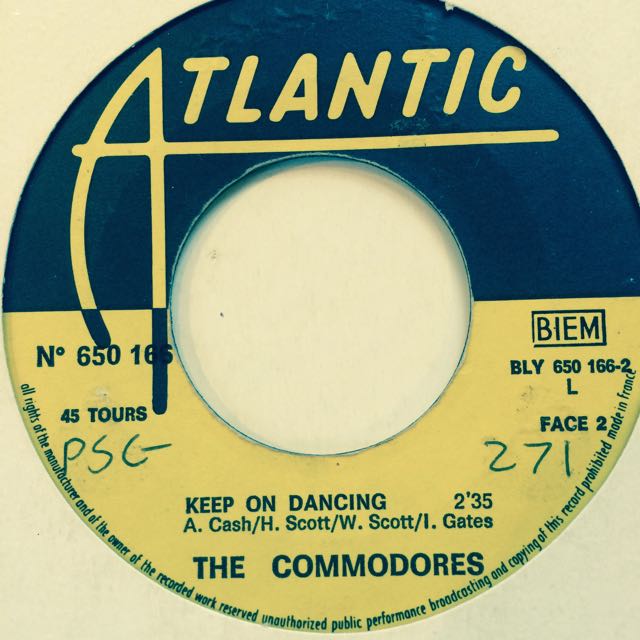 ATLANTIC
N° 650 166
BIEM
BLY 650 166-2
L
45 TOURS
FACE 2
PSG
271
KEEP ON DANCING 2'35
A. Cash/H. Scott/W. Scott/I. Gates
THE COMMODORES
all rights of the manufacturer and of the owner of the recorded work reserved unauthorized public performance broadcasting and copying of this record prohibited made in france